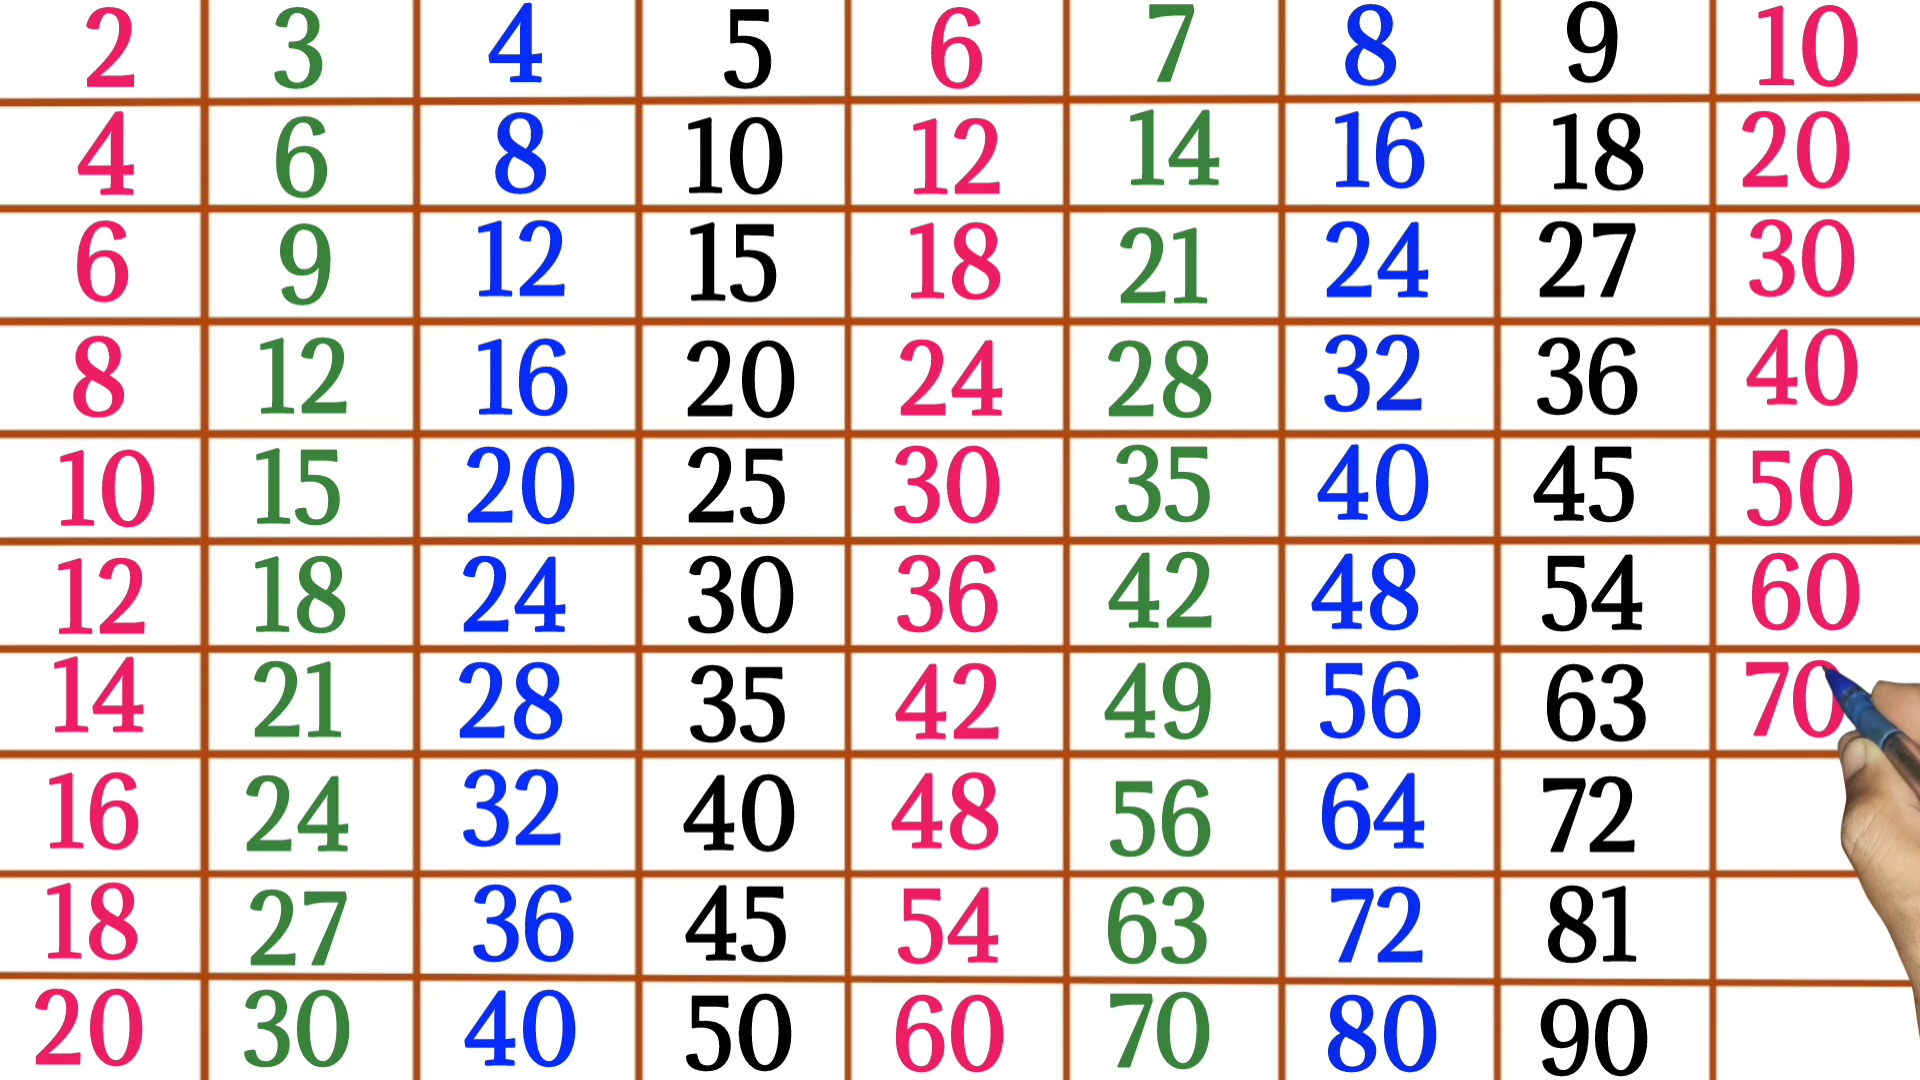 2 3 4 5 6 7 8 9 10
4 6 8 10 12 14 16 18 20
6 9 12 15 18 21 24 27 30
8 12 16 20 24 28 32 36 40
10 15 20 25 30 35 40 45 50
12 18 24 30 36 42 48 54 60
14 21 28 35 42 49 56 63 70
16 24 32 40 48 56 64 72
18 27 36 45 54 63 72 81
20 30 40 50 60 70 80 90